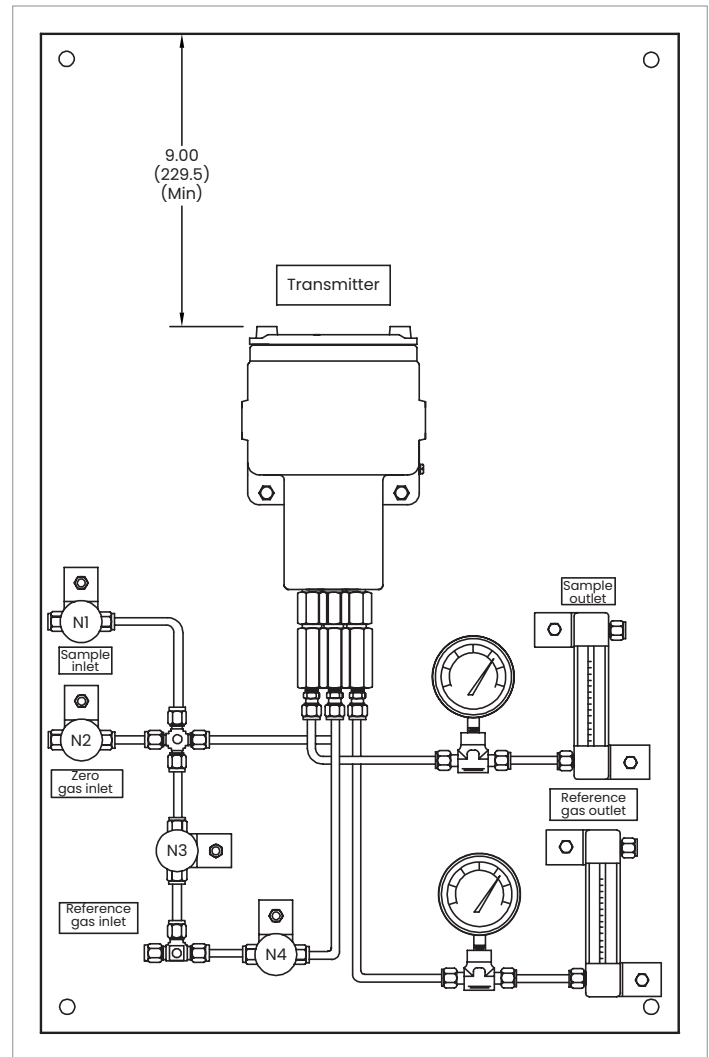 9.00
(229.5)
(Min)
Transmitter
N1
Sample
inlet
Sample
outlet
N2
Zero
gas inlet
Reference
gas outlet
N3
Reference
gas inlet
N4